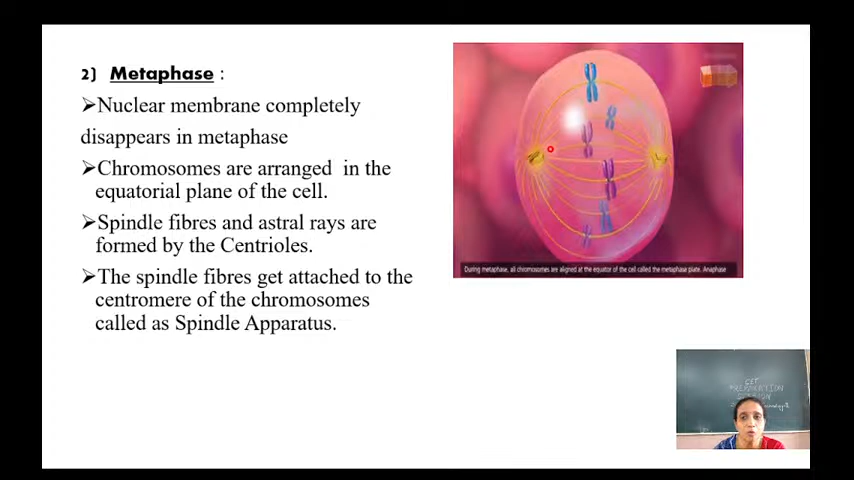 2) Metaphase :
➢Nuclear membrane completely
disappears in metaphase
➢Chromosomes are arranged in the
equatorial plane of the cell.
➢Spindle fibres and astral rays are
formed by the Centrioles.
➢The spindle fibres get attached to the
centromere of the chromosomes
called as Spindle Apparatus.
During metaphase, all chromosomes are aligned at the equator of the cell called the metaphase plate. Anaphase
CET